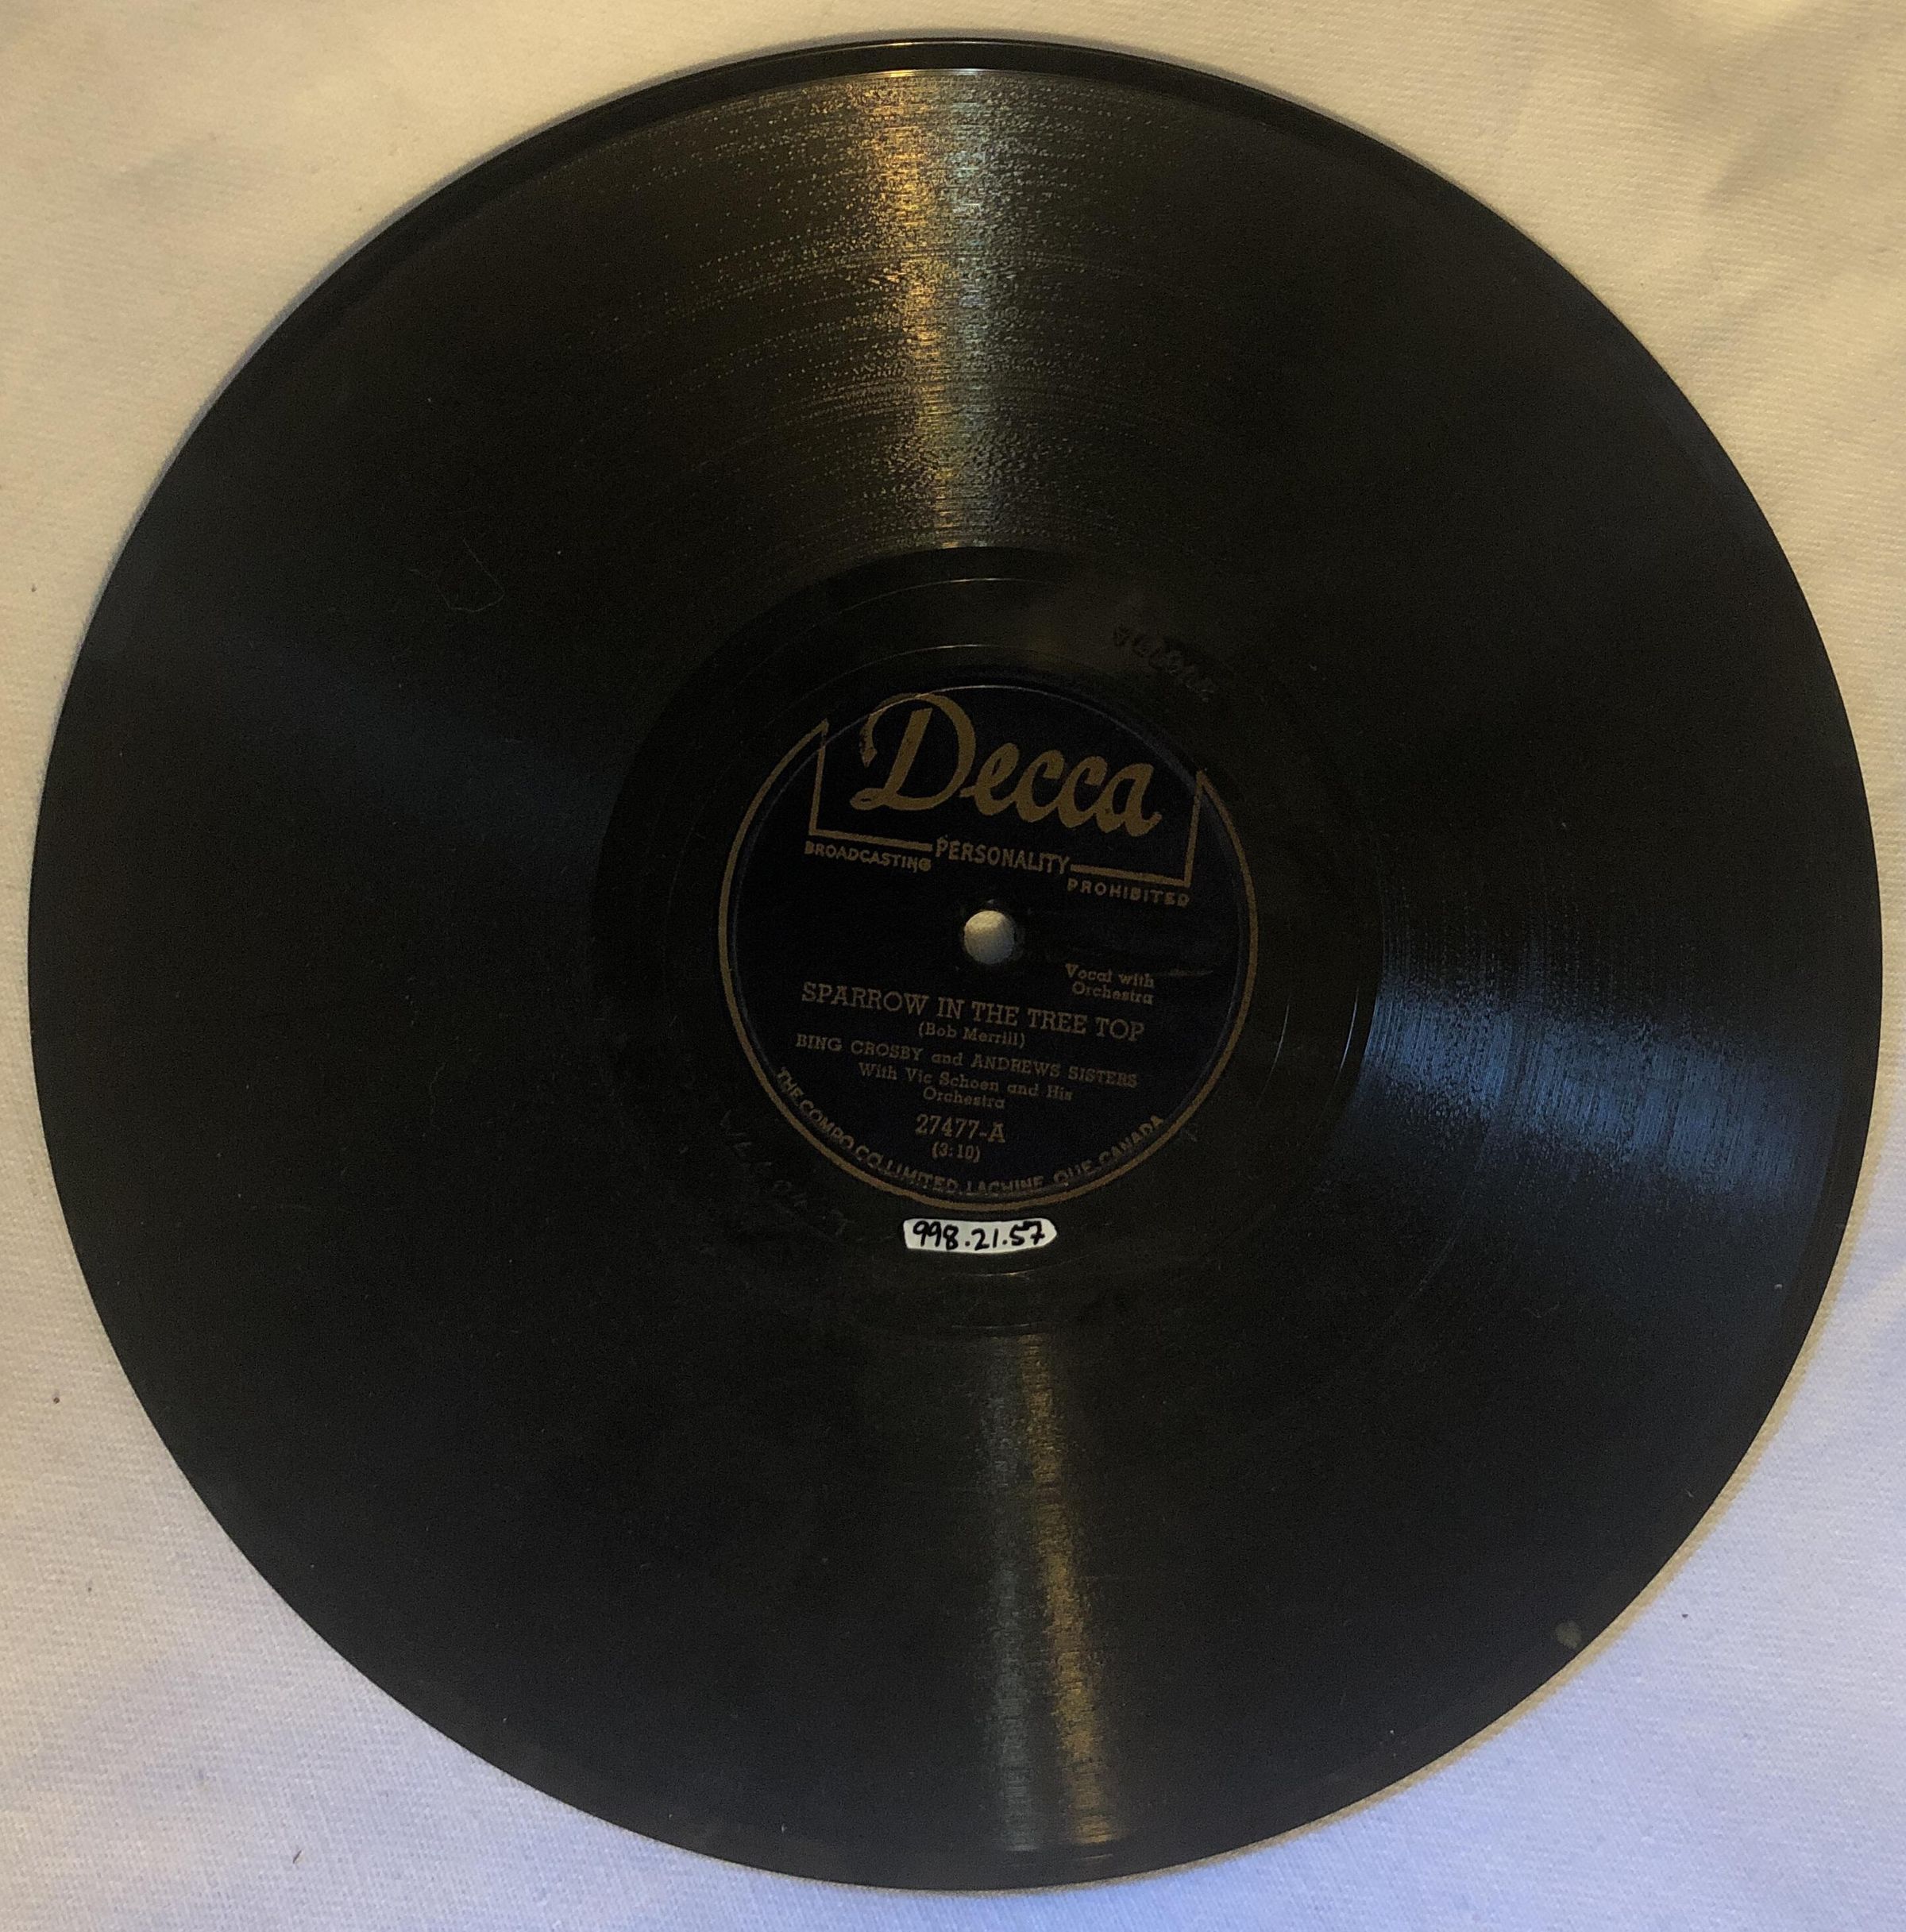 Decca
PERSONALITY
BROADCASTING PROHIBITED
Vocal with
Orchestra
SPARROW IN THE TREE TOP
(Bob Merrill)
BING CROSBY and ANDREWS SISTERS
With Vic Schoen and His
Orchestra
27477-A
(3:10)
THE COMPO CO. LIMITED, LACHINE, QUE. CANADA
998.21.57